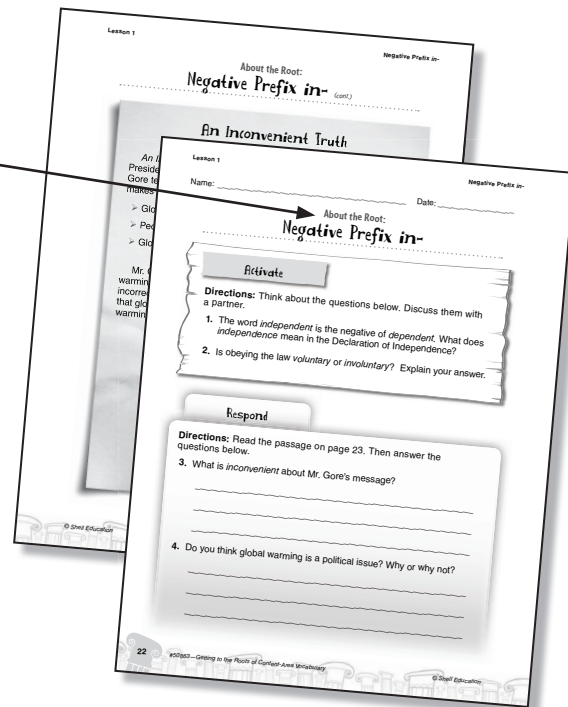 Lesson 1
Negative Prefix in-
About the Root:
Negative Prefix in- (cont.)
An Inconvenient Truth
An I
Preside
Gore te
makes
➢ Glo
➢ Peo
➢ Glo
Mr. G
warmin
incorre
that glo
warmin
© Shell Education
Lesson 1
Negative Prefix in-
Name:
Date:
About the Root:
Negative Prefix in-
Activate
Directions: Think about the questions below. Discuss them with
a partner.
1. The word independent is the negative of dependent. What does
independence mean in the Declaration of Independence?
2. Is obeying the law voluntary or involuntary? Explain your answer.
Respond
Directions: Read the passage on page 23. Then answer the
questions below.
3. What is inconvenient about Mr. Gore's message?
4. Do you think global warming is a political issue? Why or why not?
22
#50863—Getting to the Roots of Content-Area Vocabulary
© Shell Education